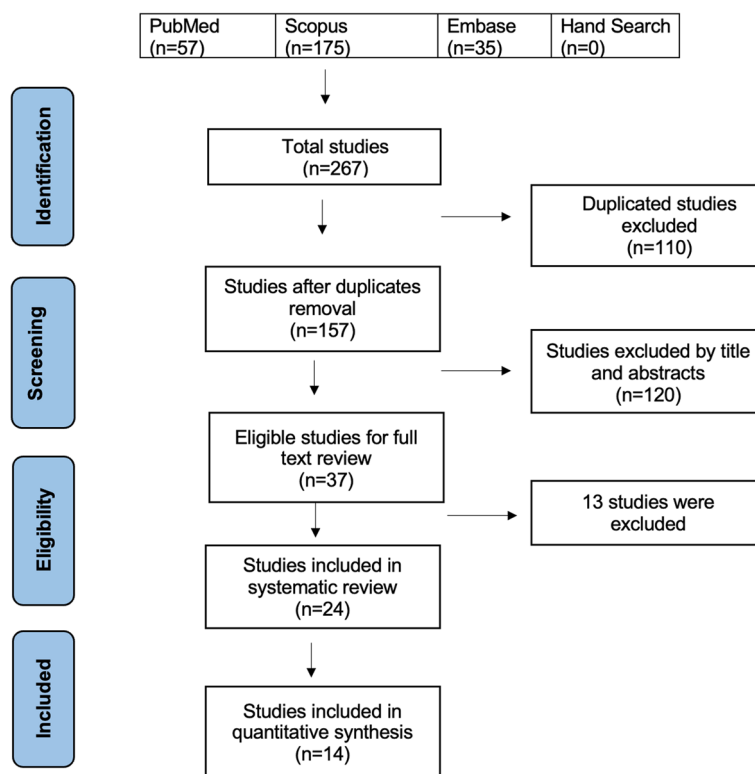 PubMed
(n=57)
Scopus
(n=175)
Embase
(n=35)
Hand Search
(n=0)
Identification
Total studies
(n=267)
Duplicated studies
excluded
(n=110)
Screening
Studies after duplicates
removal
(n=157)
Studies excluded by title
and abstracts
(n=120)
Eligibility
Eligible studies for full
text review
(n=37)
13 studies were
excluded
Studies included in
systematic review
(n=24)
Included
Studies included in
quantitative synthesis
(n=14)